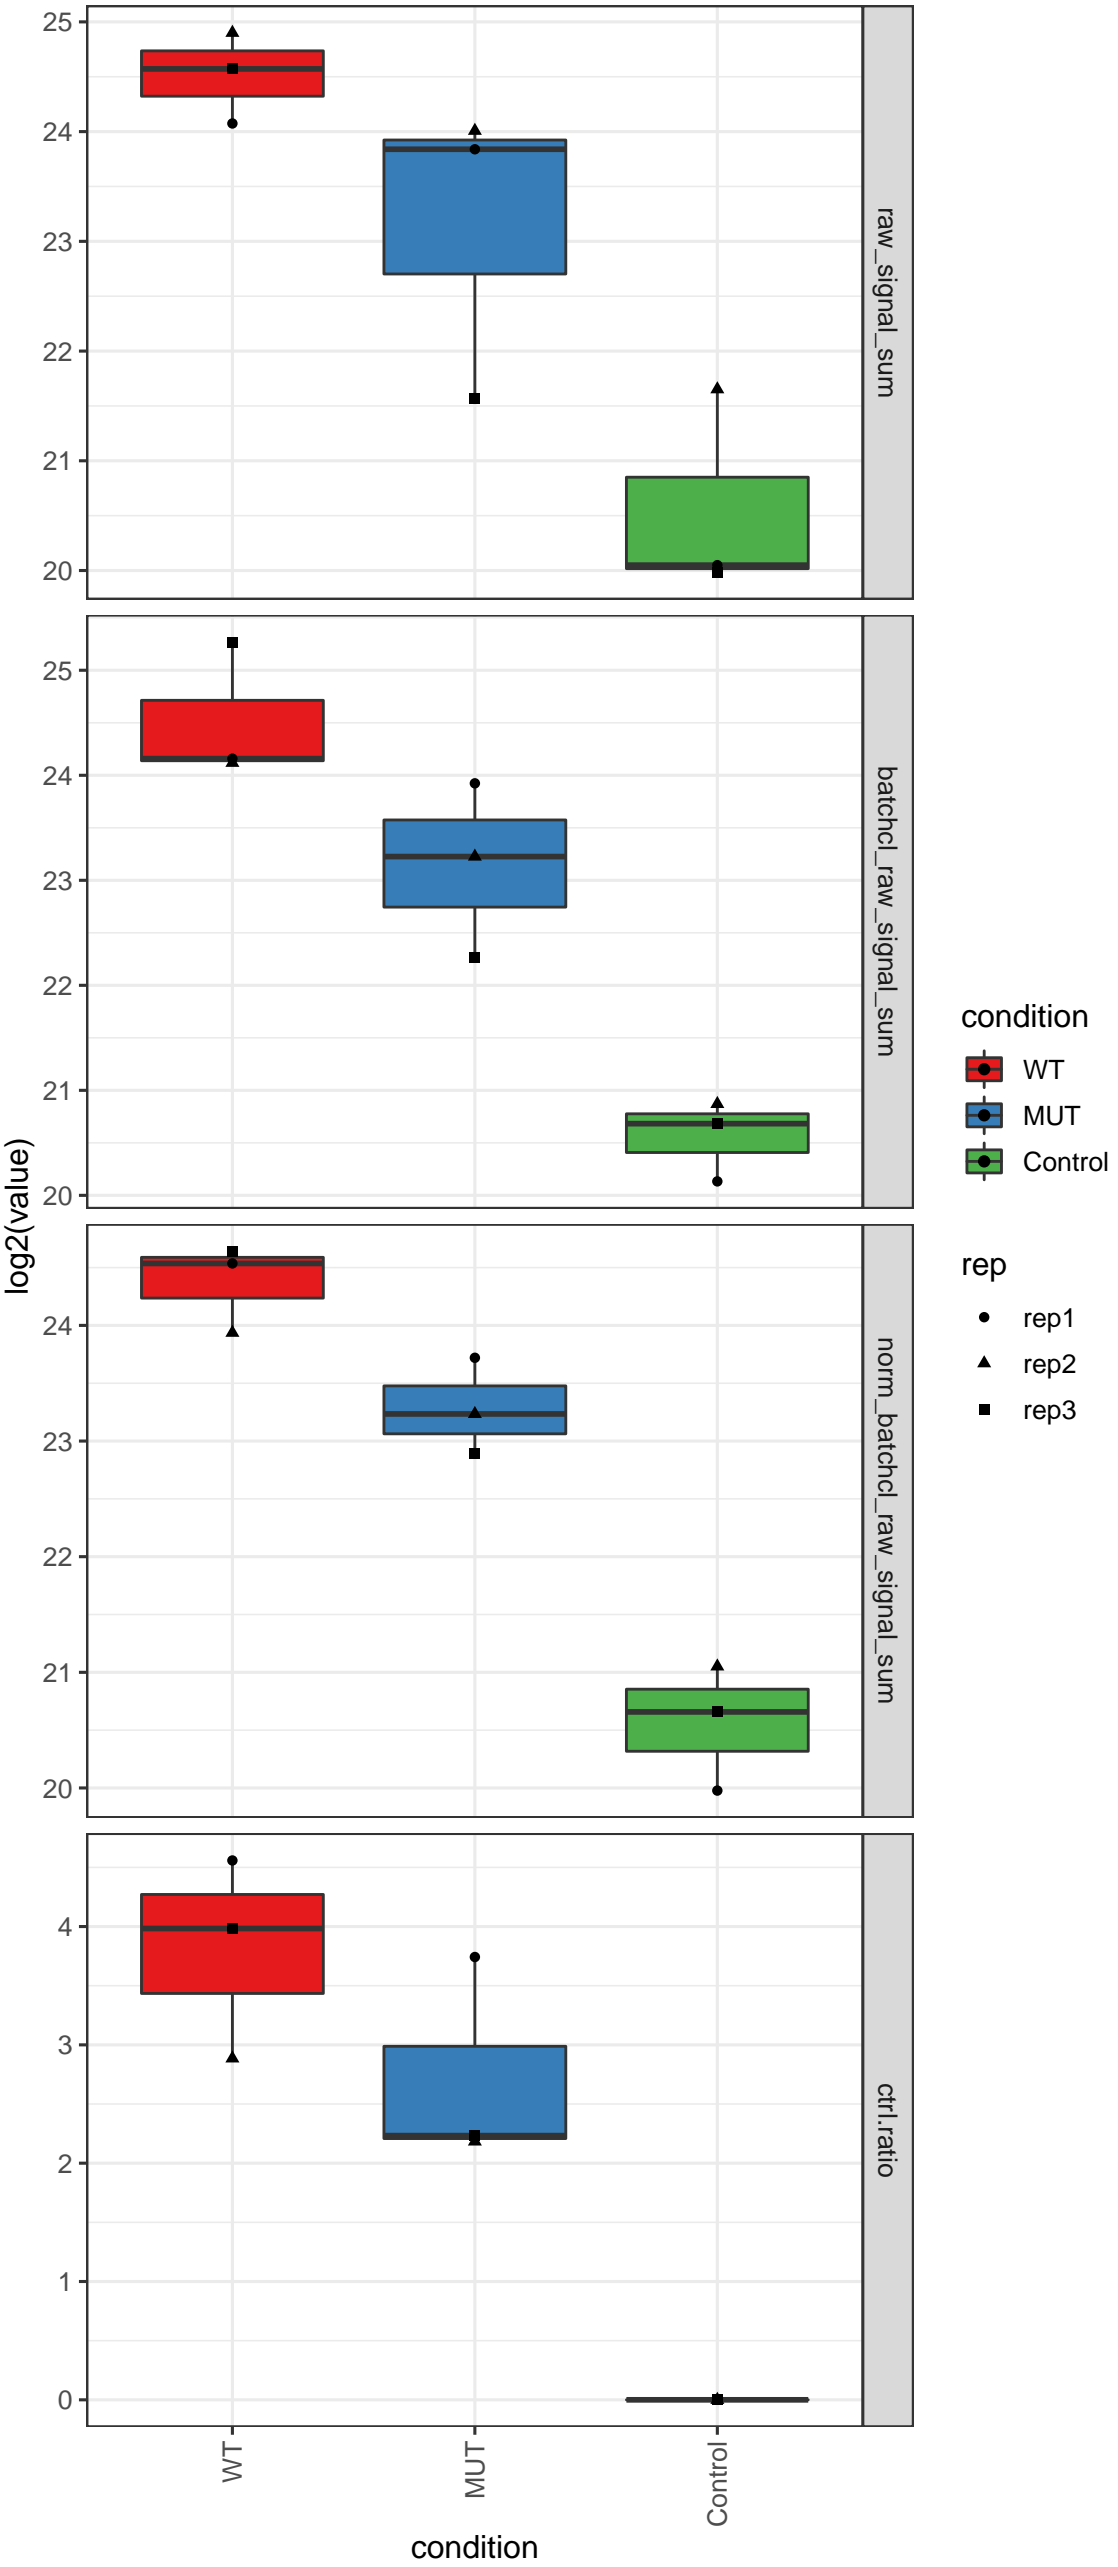 25
24
23
22
21
20
raw_signal_sum
25
24
23
22
21
20
batchcl_raw_signal_sum
24
23
22
21
20
norm_batchcl_raw_signal_sum
4
3
2
1
0
ctrl.ratio
log2(value)
WT
MUT
Control
condition
condition
WT
MUT
Control
rep
rep1
rep2
rep3